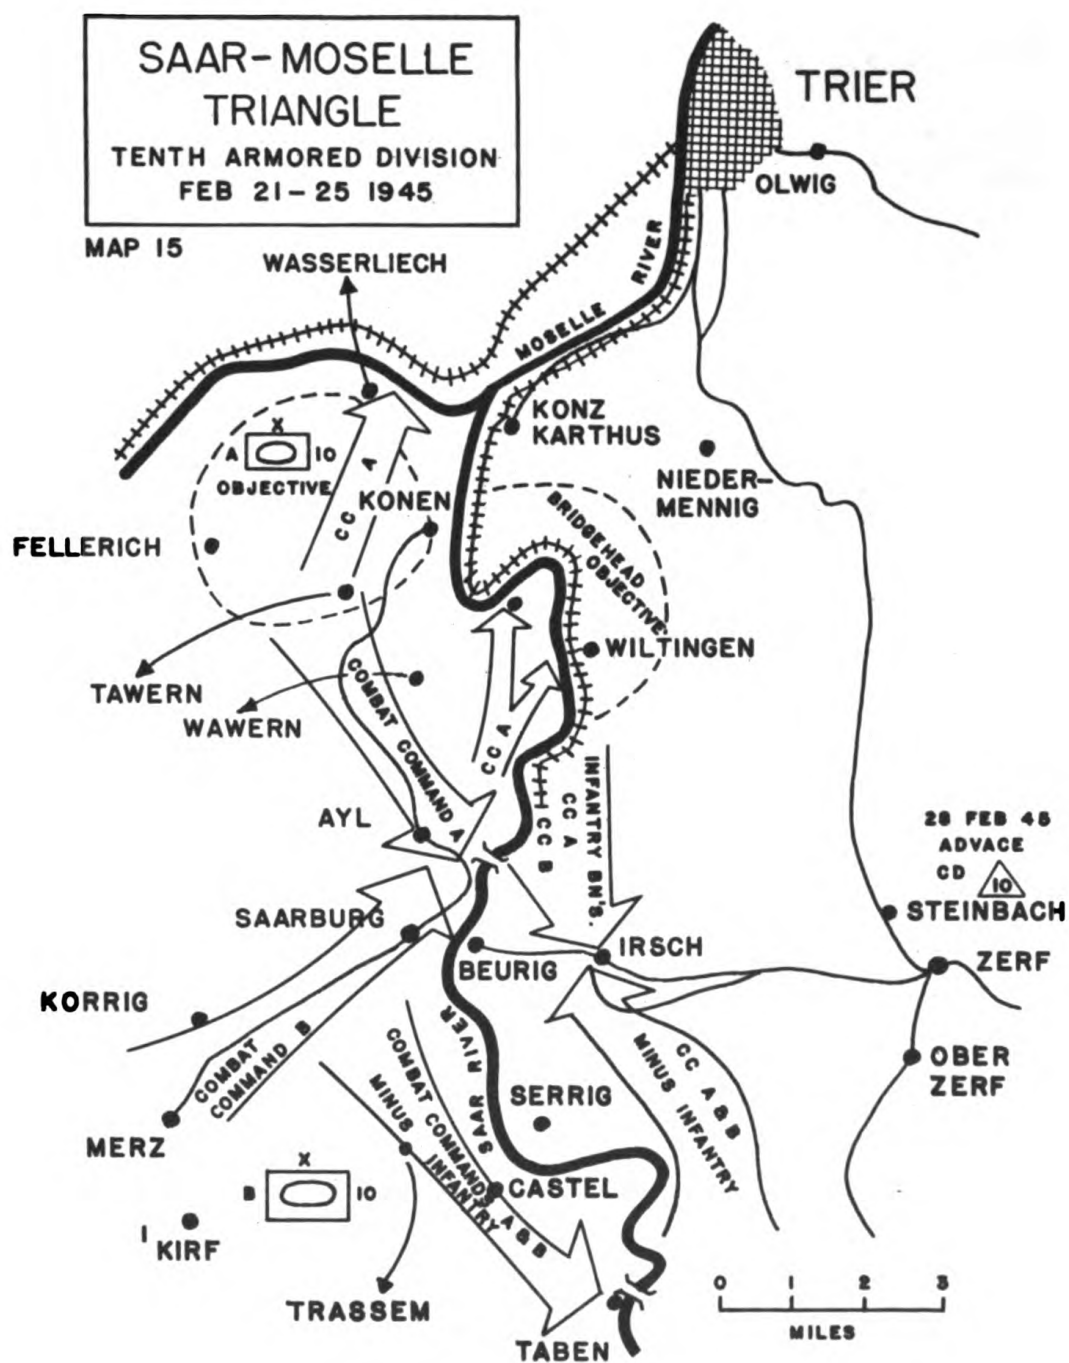 SAAR-MOSELLE
TRIANGLE
TENTH ARMORED DIVISION
FEB 21-25 1945
MAP 15
TRIER
OLWIG
WASSERLIECH
MOSELLE RIVER
KONZ
KARTHUS
X
A 10
OBJECTIVE
CC A
KONEN
NIEDER-
MENNIG
FELLERICH
BRIDGEHEAD
OBJECTIVE
WILTINGEN
TAWERN
WAWERN
COMBAT COMMAND A
CC A
INFANTRY BN'S.
CC A
CC B
AYL
28 FEB 45
ADVACE
CD 10
STEINBACH
SAARBURG
BEURIG
IRSCH
ZERF
KORRIG
COMBAT
COMMAND B
SAAR RIVER
COMBAT COMMANDS A & B
MINUS INFANTRY
CC A & B
MINUS INFANTRY
OBER
ZERF
SERRIG
MERZ
X
B 10
CASTEL
I
KIRF
TRASSEM
TABEN
0 1 2 3
MILES